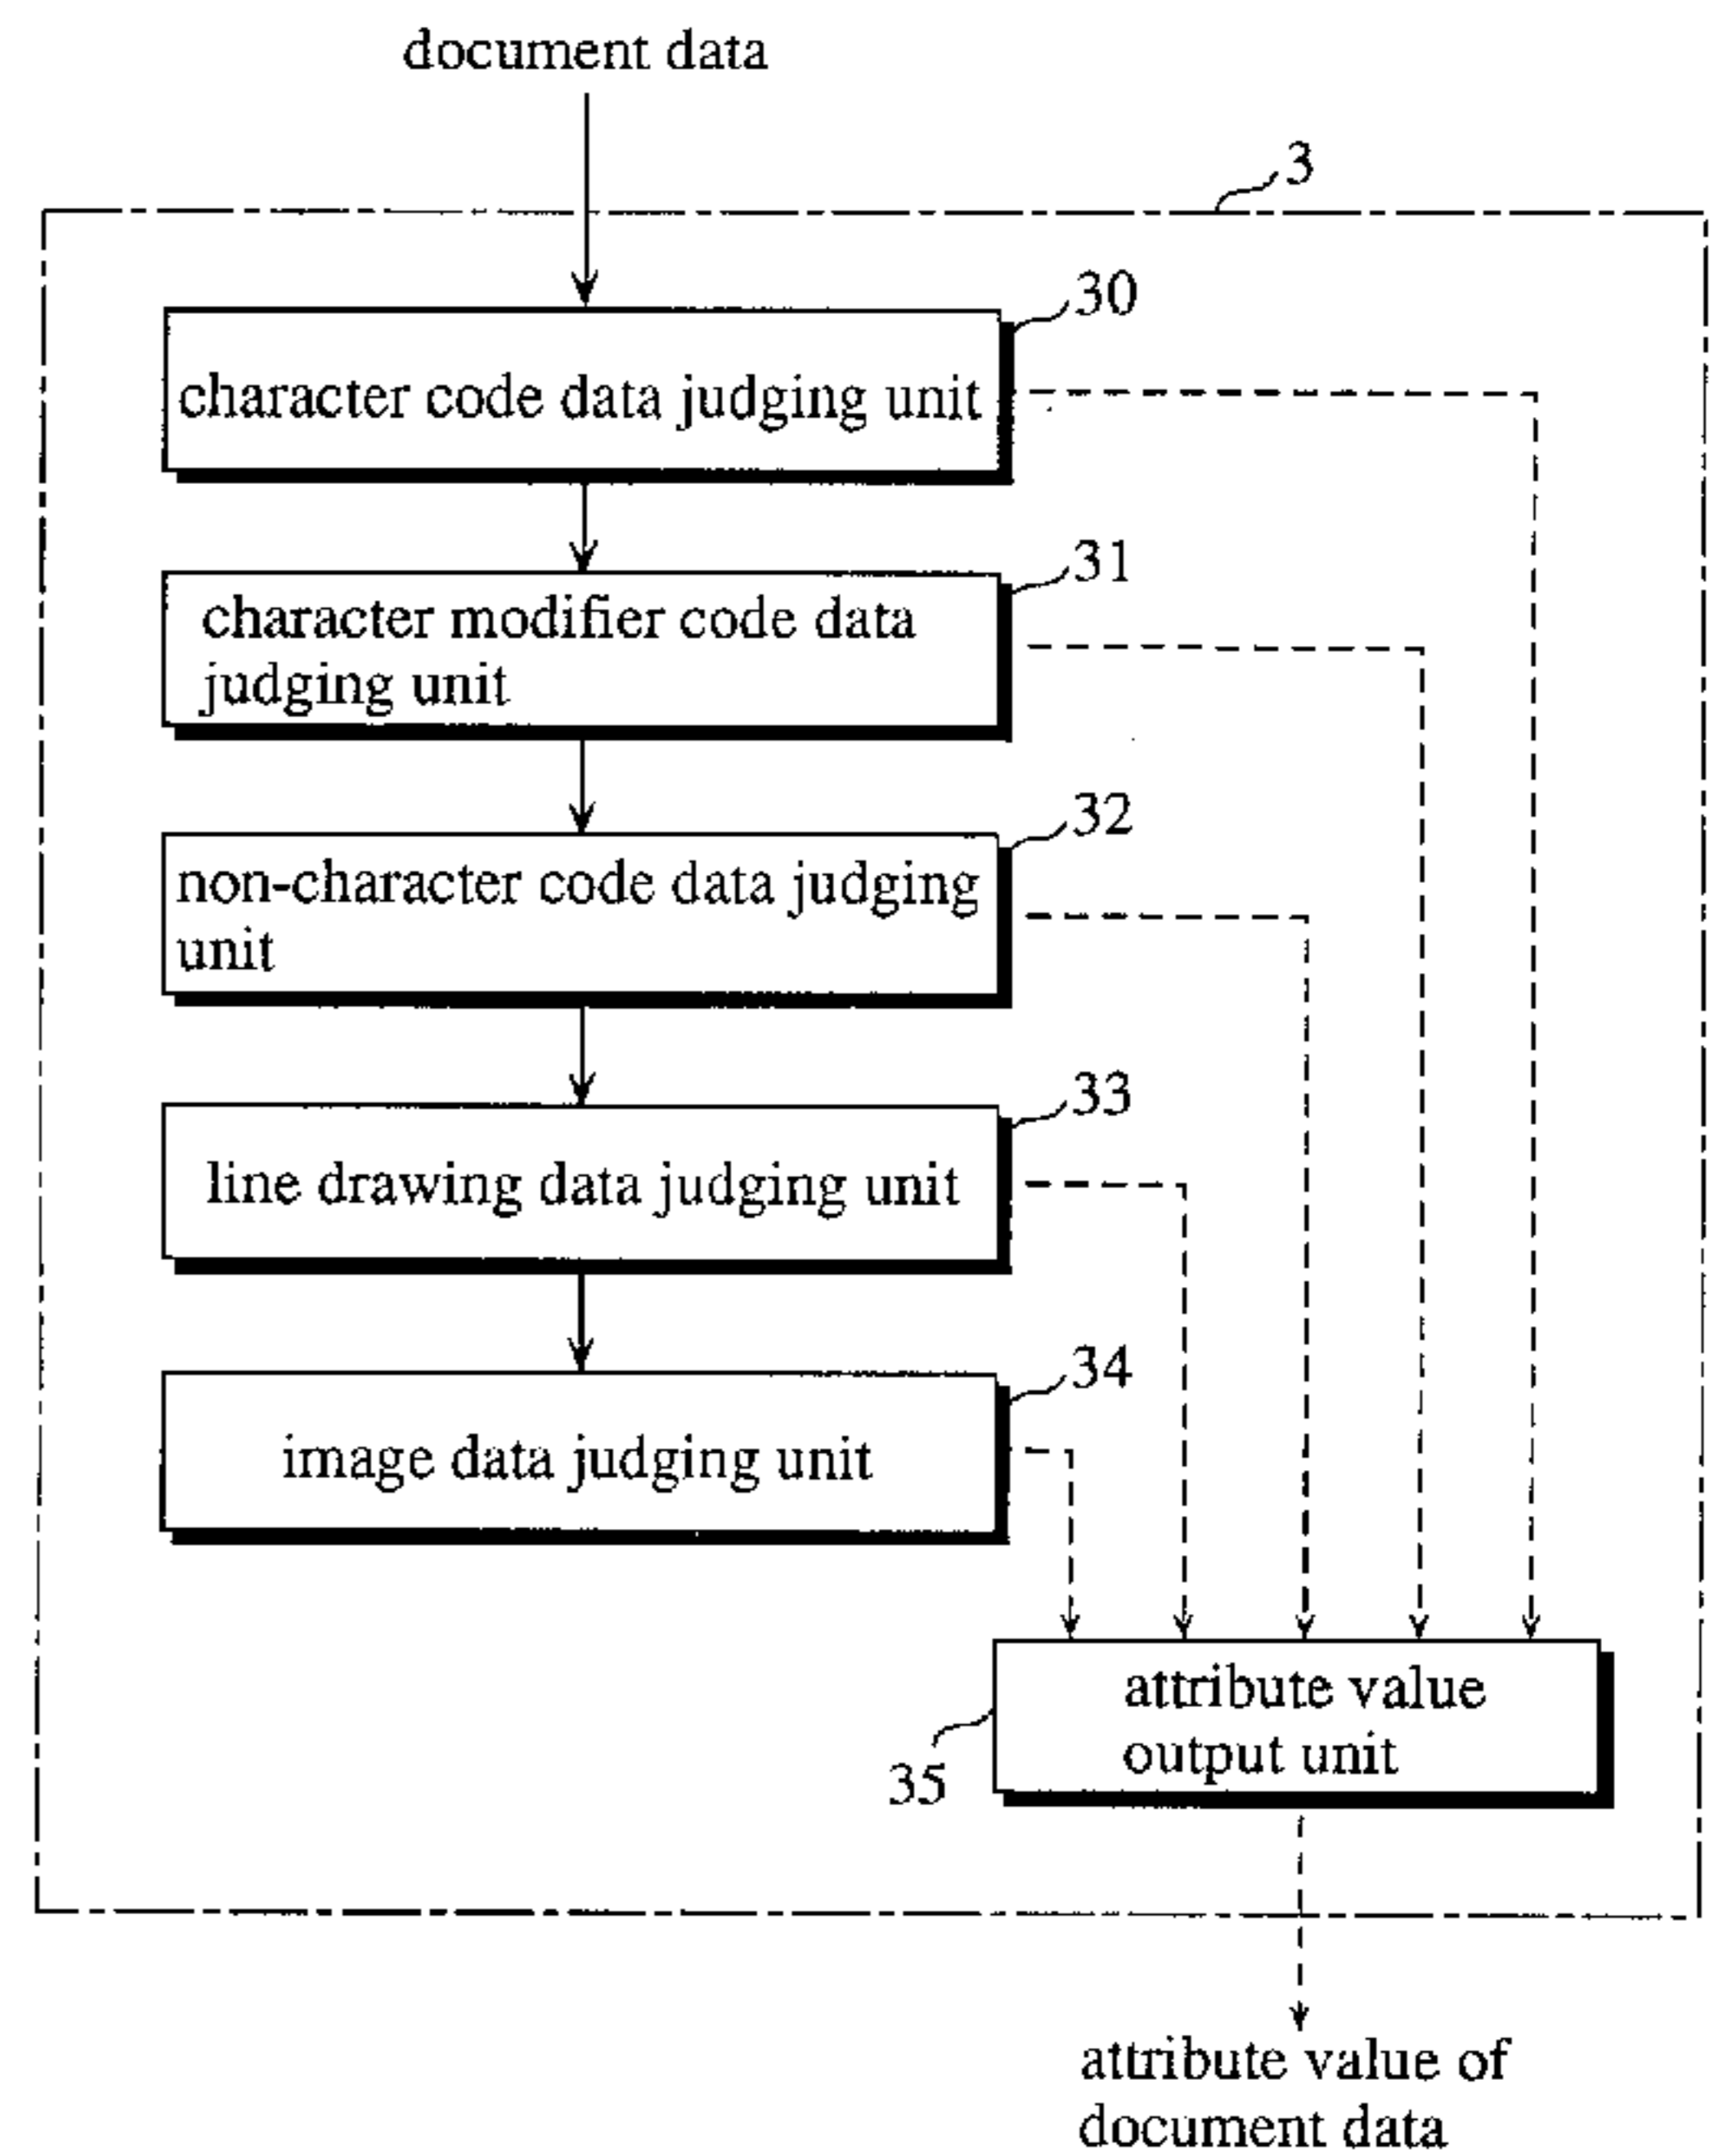 document data
3
30
character code data judging unit
31
character modifier code data
judging unit
32
non-character code data judging
unit
33
line drawing data judging unit
34
image data judging unit
attribute value
output unit
35
attribute value of
document data